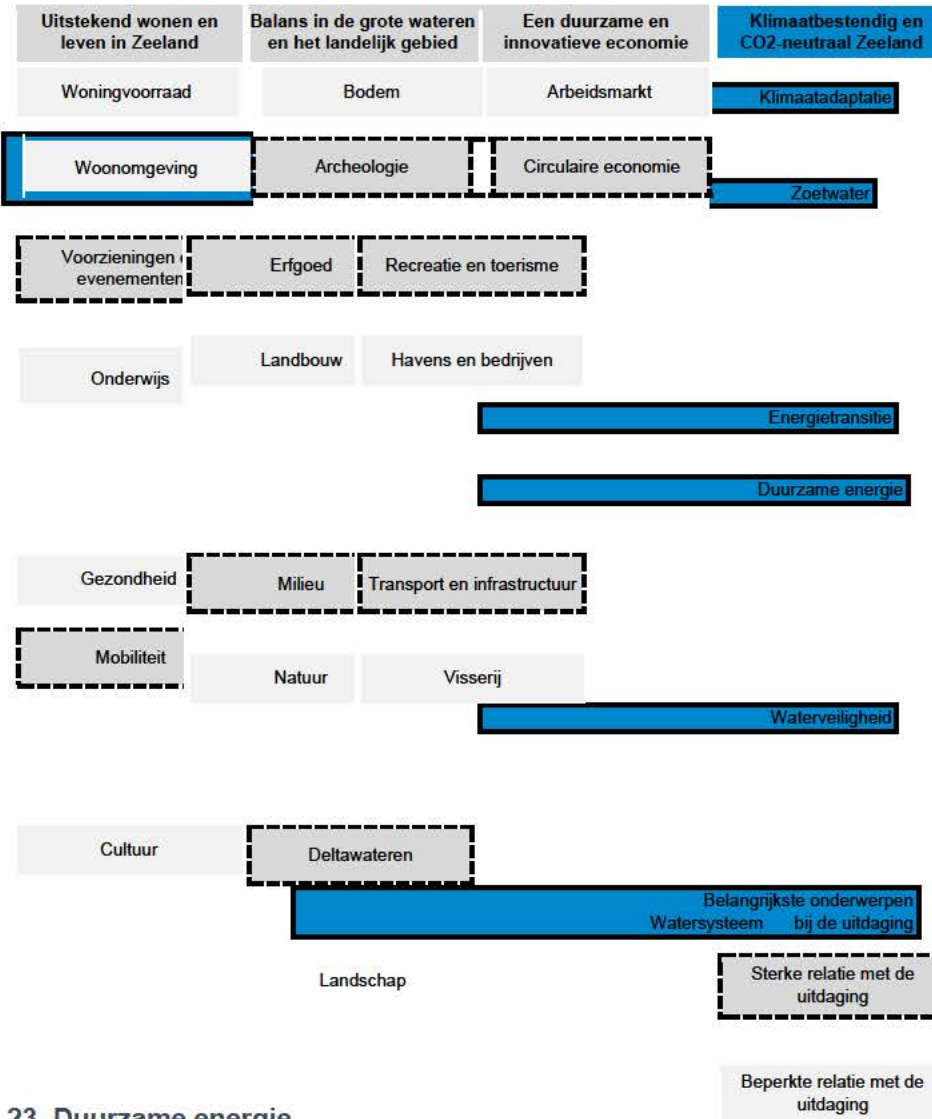 Uitstekend wonen en
leven in Zeeland
Balans in de grote wateren
en het landelijk gebied
Een duurzame en
innovatieve economie
Klimaatbestendig en
CO2-neutraal Zeeland
Woningvoorraad
Bodem
Arbeidsmarkt
Klimaatadaptatie
Woonomgeving
Archeologie
Circulaire economie
Zoetwater
Voorzieningen
evenementen
Erfgoed
Recreatie en toerisme
Onderwijs
Landbouw
Havens en bedrijven
Energietransitie
Duurzame energie
Gezondheid
Milieu
Transport en infrastructuur
Mobiliteit
Natuur
Visserij
Waterveiligheid
Cultuur
Deltawateren
Belangrijkste onderwerpen
Watersysteem bij de uitdaging
Landschap
Sterke relatie met de
uitdaging
Beperkte relatie met de
uitdaging
23. Duurzame energie